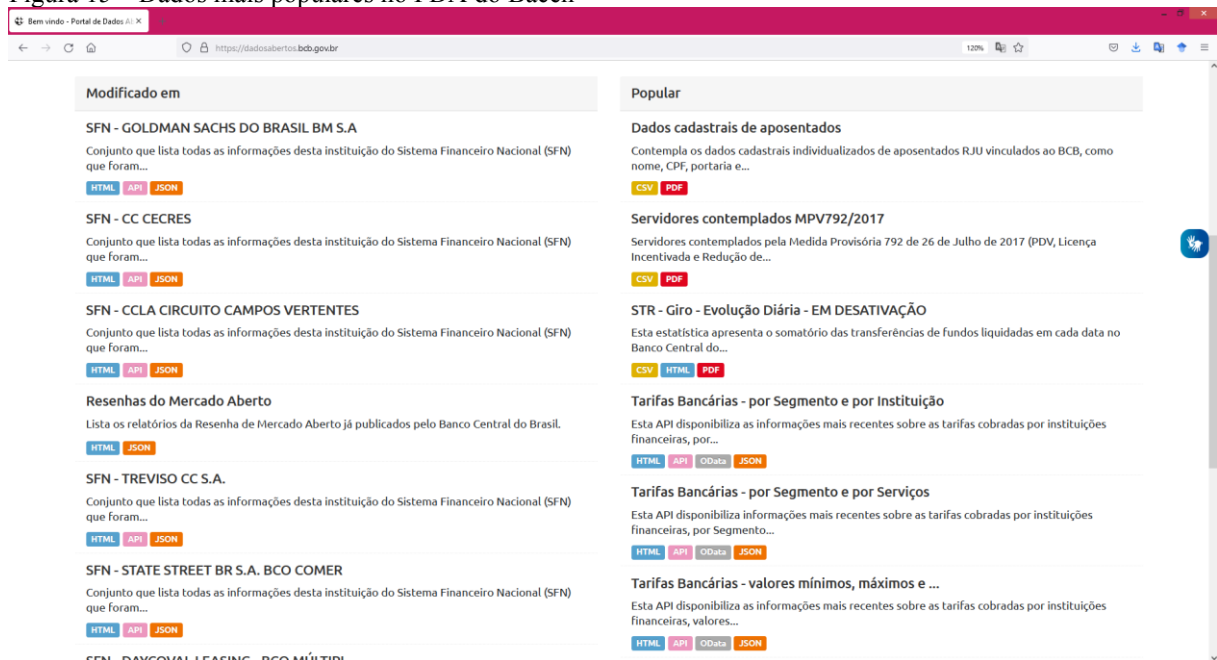 Figura 15 – Dados mais populares no PDA do Bacen
Bem vindo - Portal de Dados Ab
https://dadosabertos.bcb.gov.br
120%
Modificado em
SFN - GOLDMAN SACHS DO BRASIL BM S.A
Conjunto que lista todas as informações desta instituição do Sistema Financeiro Nacional (SFN)
que foram...
HTML API JSON
SFN - CC CECRES
Conjunto que lista todas as informações desta instituição do Sistema Financeiro Nacional (SFN)
que foram...
HTML API JSON
SFN - CCLA CIRCUITO CAMPOS VERTENTES
Conjunto que lista todas as informações desta instituição do Sistema Financeiro Nacional (SFN)
que foram...
HTML API JSON
Resenhas do Mercado Aberto
Lista os relatórios da Resenha de Mercado Aberto já publicados pelo Banco Central do Brasil.
HTML JSON
SFN - TREVISO CC S.A.
Conjunto que lista todas as informações desta instituição do Sistema Financeiro Nacional (SFN)
que foram...
HTML API JSON
SFN - STATE STREET BR S.A. BCO COMER
Conjunto que lista todas as informações desta instituição do Sistema Financeiro Nacional (SFN)
que foram...
HTML API JSON
SFN - DAYCOVAL LEASING - BCO MÚLTIPL
Popular
Dados cadastrais de aposentados
Contempla os dados cadastrais individualizados de aposentados RJU vinculados ao BCB, como
nome, CPF, portaria e...
CSV PDF
Servidores contemplados MPV792/2017
Servidores contemplados pela Medida Provisória 792 de 26 de Julho de 2017 (PDV, Licença
Incentivada e Redução de...
CSV PDF
STR - Giro - Evolução Diária - EM DESATIVAÇÃO
Esta estatística apresenta o somatório das transferências de fundos liquidadas em cada data no
Banco Central do...
CSV HTML PDF
Tarifas Bancárias - por Segmento e por Instituição
Esta API disponibiliza as informações mais recentes sobre as tarifas cobradas por instituições
financeiras, por...
HTML API OData JSON
Tarifas Bancárias - por Segmento e por Serviços
Esta API disponibiliza informações mais recentes sobre as tarifas cobradas por instituições
financeiras, por Segmento...
HTML API OData JSON
Tarifas Bancárias - valores mínimos, máximos e ...
Esta API disponibiliza as informações mais recentes sobre as tarifas cobradas por instituições
financeiras, valores...
HTML API OData JSON